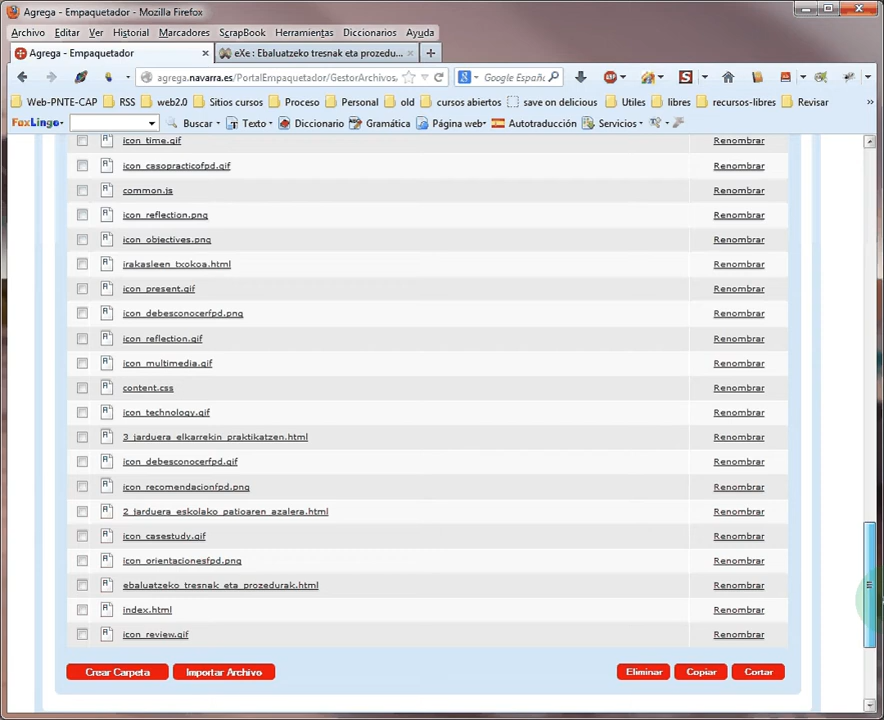 Agrega - Empaquetador - Mozilla Firefox
Archivo Editar Ver Historial Marcadores ScrapBook Herramientas Diccionarios Ayuda
Agrega - Empaquetador × eXe : Ebaluatzeko tresnak eta prozedu... × +
agrega.navarra.es/PortalEmpaquetador/GestorArchivos, Google Españo
Web-PNTE-CAP RSS web2.0 Sitios cursos Proceso Personal old cursos abiertos save on delicious Utiles libres recursos-libres Revisar »
FoxLingo Buscar Texto Diccionario Gramática Página web Autotraducción Servicios
icon_time.gif Renombrar
icon_casopracticofpd.gif Renombrar
common.js Renombrar
icon_reflection.png Renombrar
icon_objectives.png Renombrar
irakasleen_txokoa.html Renombrar
icon_present.gif Renombrar
icon_debesconocerfpd.png Renombrar
icon_reflection.gif Renombrar
icon_multimedia.gif Renombrar
content.css Renombrar
icon_technology.gif Renombrar
3_jarduera_elkarrekin_praktikatzen.html Renombrar
icon_debesconocerfpd.gif Renombrar
icon_recomendacionfpd.png Renombrar
2_jarduera_eskolako_patioaren_azalera.html Renombrar
icon_casestudy.gif Renombrar
icon_orientacionesfpd.png Renombrar
ebaluatzeko_tresnak_eta_prozedurak.html Renombrar
index.html Renombrar
icon_review.gif Renombrar
Crear Carpeta Importar Archivo Eliminar Copiar Cortar